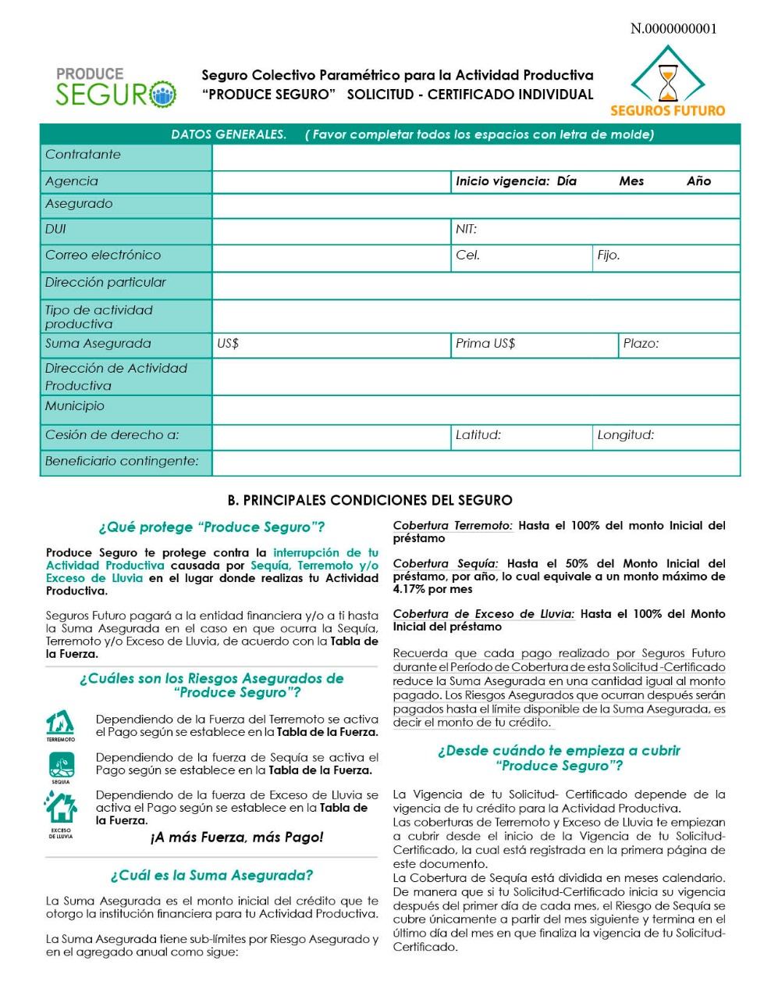 N.0000000001
PRODUCE
SEGURO
Seguro Colectivo Paramétrico para la Actividad Productiva
“PRODUCE SEGURO” SOLICITUD - CERTIFICADO INDIVIDUAL
SEGUROS FUTURO
DATOS GENERALES. ( Favor completar todos los espacios con letra de molde)
Contratante
Agencia
Inicio vigencia: Día Mes Año
Asegurado
DUI
NIT:
Correo electrónico
Cel.
Fijo.
Dirección particular
Tipo de actividad
productiva
Suma Asegurada
US$
Prima US$
Plazo:
Dirección de Actividad
Productiva
Municipio
Cesión de derecho a:
Latitud:
Longitud:
Beneficiario contingente:
B. PRINCIPALES CONDICIONES DEL SEGURO
¿Qué protege “Produce Seguro”?
Produce Seguro te protege contra la interrupción de tu
Actividad Productiva causada por Sequía, Terremoto y/o
Exceso de Lluvia en el lugar donde realizas tu Actividad
Productiva.
Seguros Futuro pagará a la entidad financiera y/o a ti hasta
la Suma Asegurada en el caso en que ocurra la Sequía,
Terremoto y/o Exceso de Lluvia, de acuerdo con la Tabla de
la Fuerza.
¿Cuáles son los Riesgos Asegurados de
“Produce Seguro”?
TERREMOTO
Dependiendo de la Fuerza del Terremoto se activa
el Pago según se establece en la Tabla de la Fuerza.
SEQUIA
Dependiendo de la fuerza de Sequía se activa el
Pago según se establece en la Tabla de la Fuerza.
EXCESO
DE LLUVIA
Dependiendo de la fuerza de Exceso de Lluvia se
activa el Pago según se establece en la Tabla de
la Fuerza.
¡A más Fuerza, más Pago!
¿Cuál es la Suma Asegurada?
La Suma Asegurada es el monto inicial del crédito que te
otorgo la institución financiera para tu Actividad Productiva.
La Suma Asegurada tiene sub-límites por Riesgo Asegurado y
en el agregado anual como sigue:
Cobertura Terremoto: Hasta el 100% del monto Inicial del
préstamo
Cobertura Sequía: Hasta el 50% del Monto Inicial del
préstamo, por año, lo cual equivale a un monto máximo de
4.17% por mes
Cobertura de Exceso de Lluvia: Hasta el 100% del Monto
Inicial del préstamo
Recuerda que cada pago realizado por Seguros Futuro
durante el Período de Cobertura de esta Solicitud -Certificado
reduce la Suma Asegurada en una cantidad igual al monto
pagado. Los Riesgos Asegurados que ocurran después serán
pagados hasta el límite disponible de la Suma Asegurada, es
decir el monto de tu crédito.
¿Desde cuándo te empieza a cubrir
“Produce Seguro”?
La Vigencia de tu Solicitud- Certificado depende de la
vigencia de tu crédito para la Actividad Productiva.
Las coberturas de Terremoto y Exceso de Lluvia te empiezan
a cubrir desde el inicio de la Vigencia de tu Solicitud-
Certificado, la cual está registrada en la primera página de
este documento.
La Cobertura de Sequía está dividida en meses calendario.
De manera que si tu Solicitud-Certificado inicia su vigencia
después del primer día de cada mes, el Riesgo de Sequía se
cubre únicamente a partir del mes siguiente y termina en el
último día del mes en que finaliza la vigencia de tu Solicitud-
Certificado.